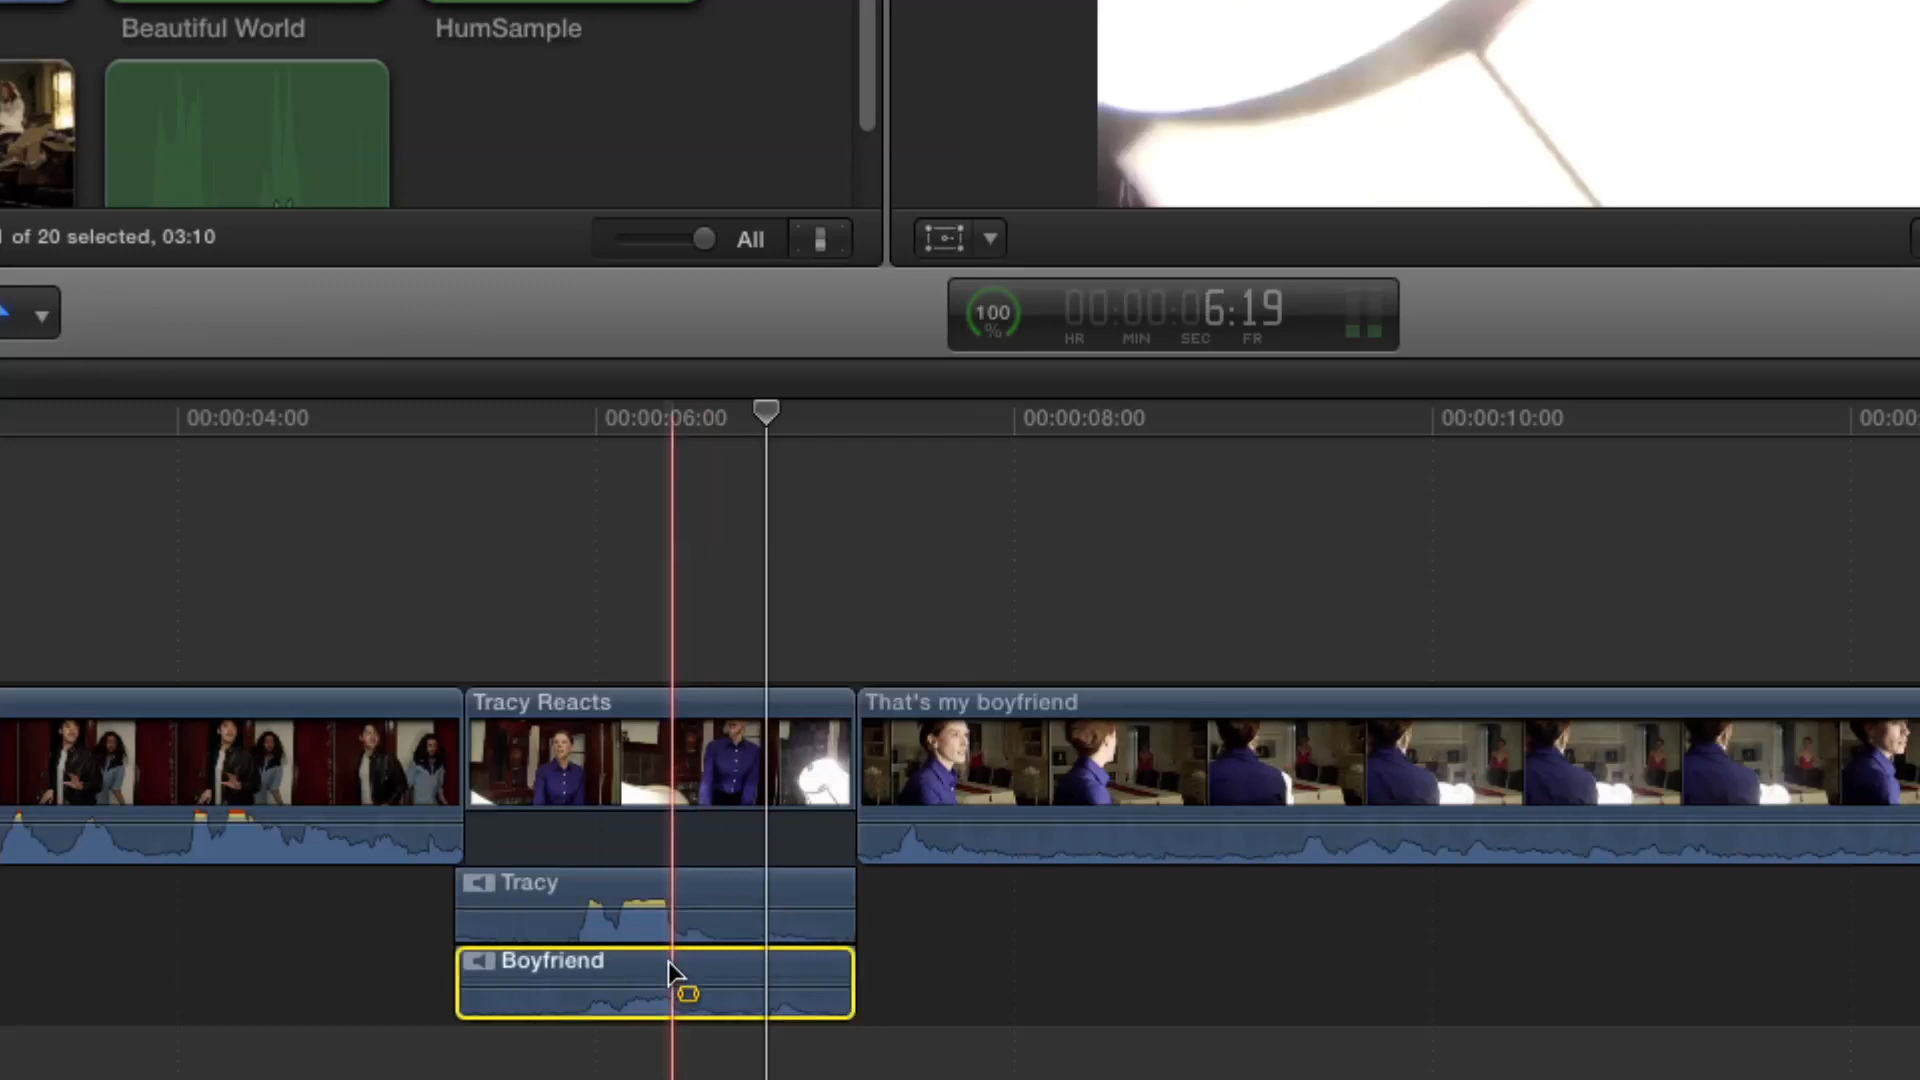 Beautiful World
HumSample
of 20 selected, 03:10
All
100
%
00:00:06:19
HR MIN SEC FR
00:00:04:00
00:00:06:00
00:00:08:00
00:00:10:00
00:00:
Tracy Reacts
That's my boyfriend
Tracy
Boyfriend